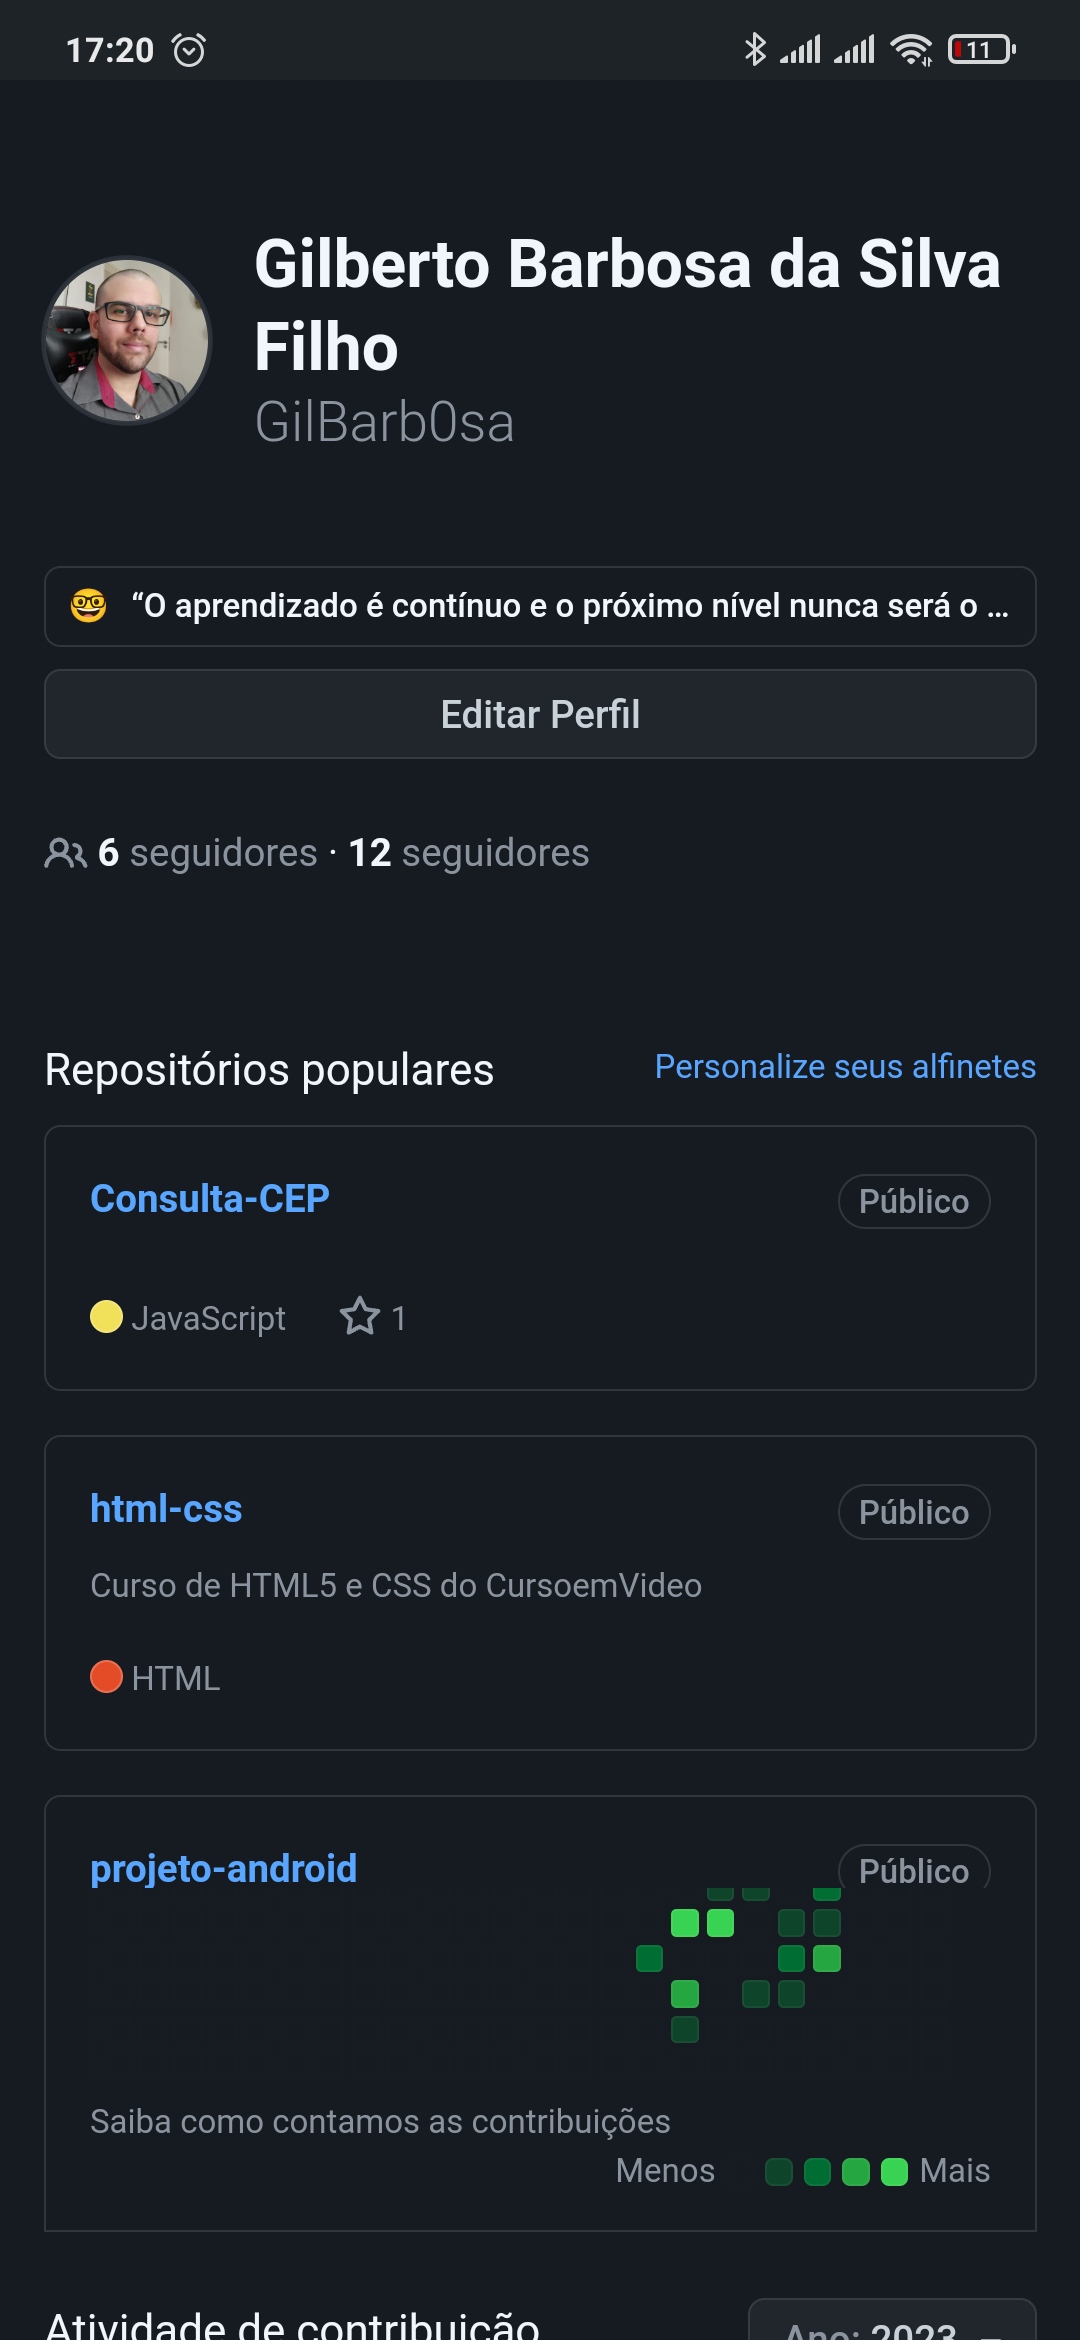 17:20
11
Gilberto Barbosa da Silva
Filho
GilBarb0sa
“O aprendizado é contínuo e o próximo nível nunca será o ...
Editar Perfil
6 seguidores · 12 seguidores
Repositórios populares
Personalize seus alfinetes
Consulta-CEP
Público
JavaScript
1
html-css
Público
Curso de HTML5 e CSS do CursoemVideo
HTML
projeto-android
Público
Saiba como contamos as contribuições
Menos
Mais
Atividade de contribuição
Ano: 2023